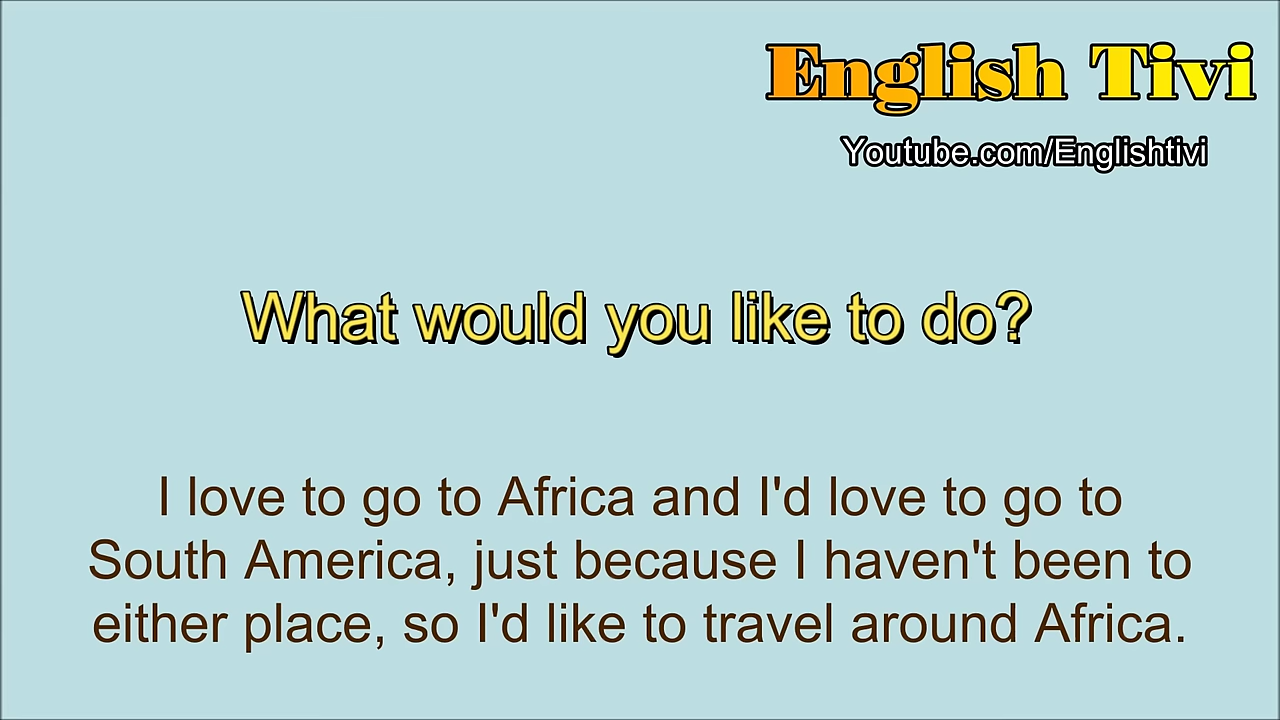 English Tivi
Youtube.com/Englishtivi
What would you like to do?
I love to go to Africa and I'd love to go to
South America, just because I haven't been to
either place, so I'd like to travel around Africa.